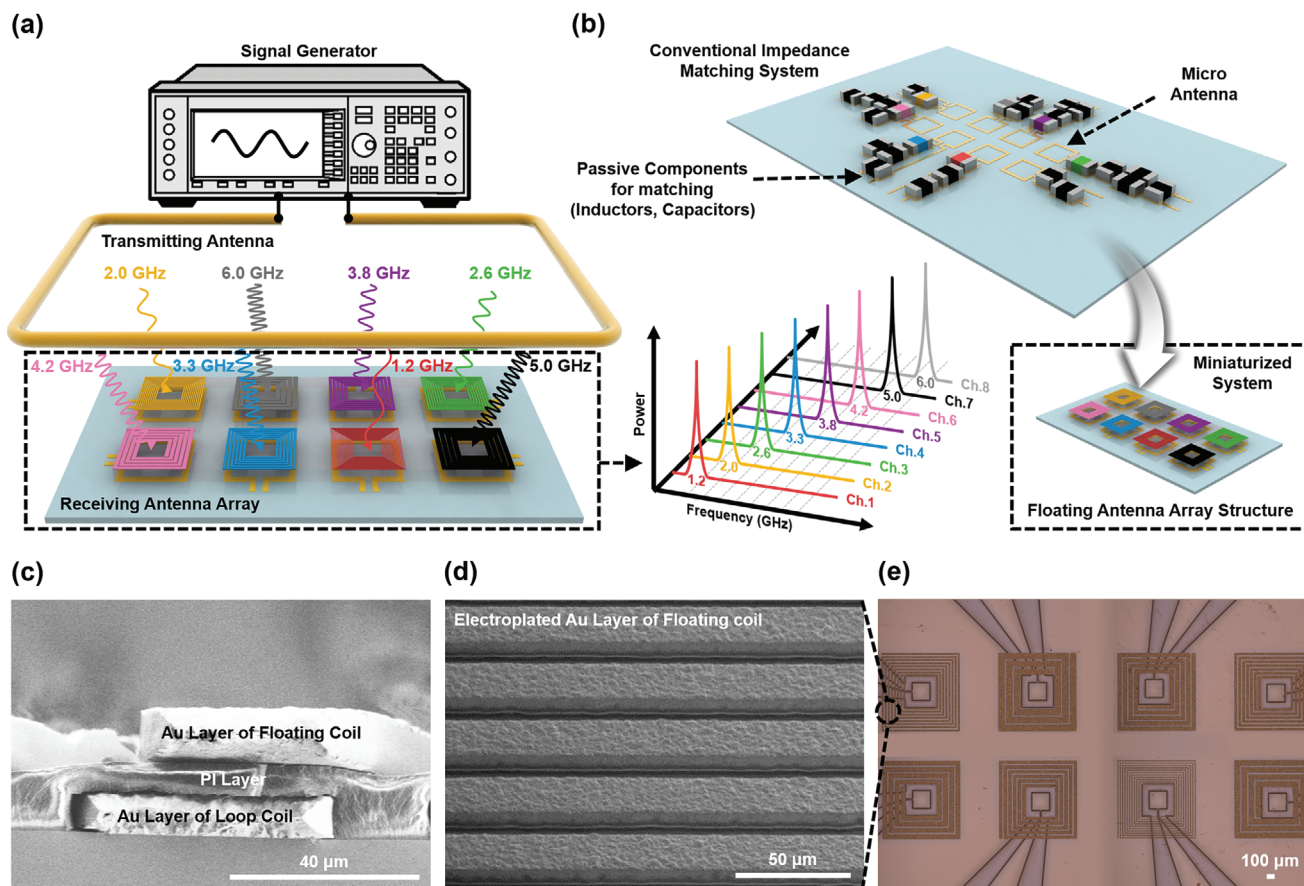 (a)
Signal Generator
Transmitting Antenna
2.0 GHz
6.0 GHz
3.8 GHz
2.6 GHz
4.2 GHz
3.3 GHz
1.2 GHz
5.0 GHz
Receiving Antenna Array
(b)
Conventional Impedance
Matching System
Micro
Antenna
Passive Components
for matching
(Inductors, Capacitors)
Power
Frequency (GHz)
1.2
2.0
2.6
3.3
3.8
4.2
5.0
6.0
Ch.8
Ch.7
Ch.6
Ch.5
Ch.4
Ch.3
Ch.2
Ch.1
Miniaturized
System
Floating Antenna Array Structure
(c)
Au Layer of Floating Coil
PI Layer
Au Layer of Loop Coil
40 μm
(d)
Electroplated Au Layer of Floating coil
50 μm
(e)
100 μm